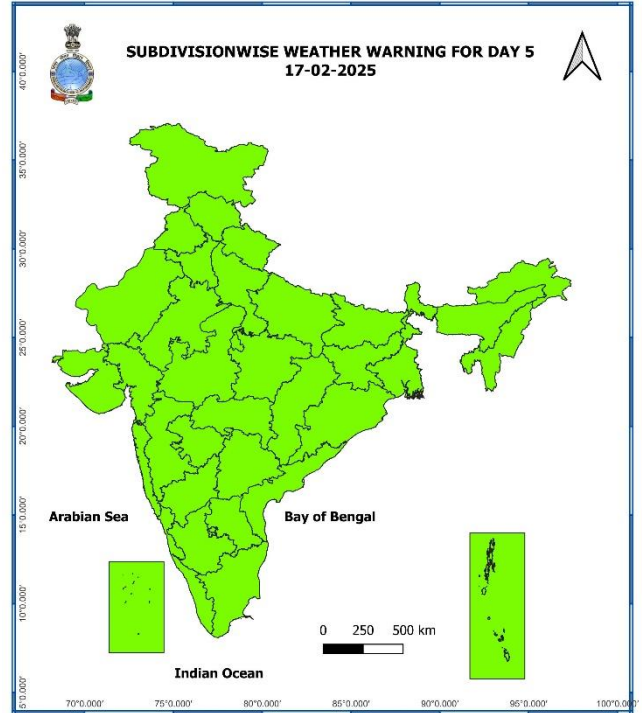 SUBDIVISIONWISE WEATHER WARNING FOR DAY 5
17-02-2025
40°0.000'
35°0.000'
30°0.000'
25°0.000'
20°0.000'
15°0.000'
10°0.000'
5°0.000'
Arabian Sea
Bay of Bengal
0 250 500 km
Indian Ocean
70°0.000' 75°0.000' 80°0.000' 85°0.000' 90°0.000' 95°0.000' 100°0.000'